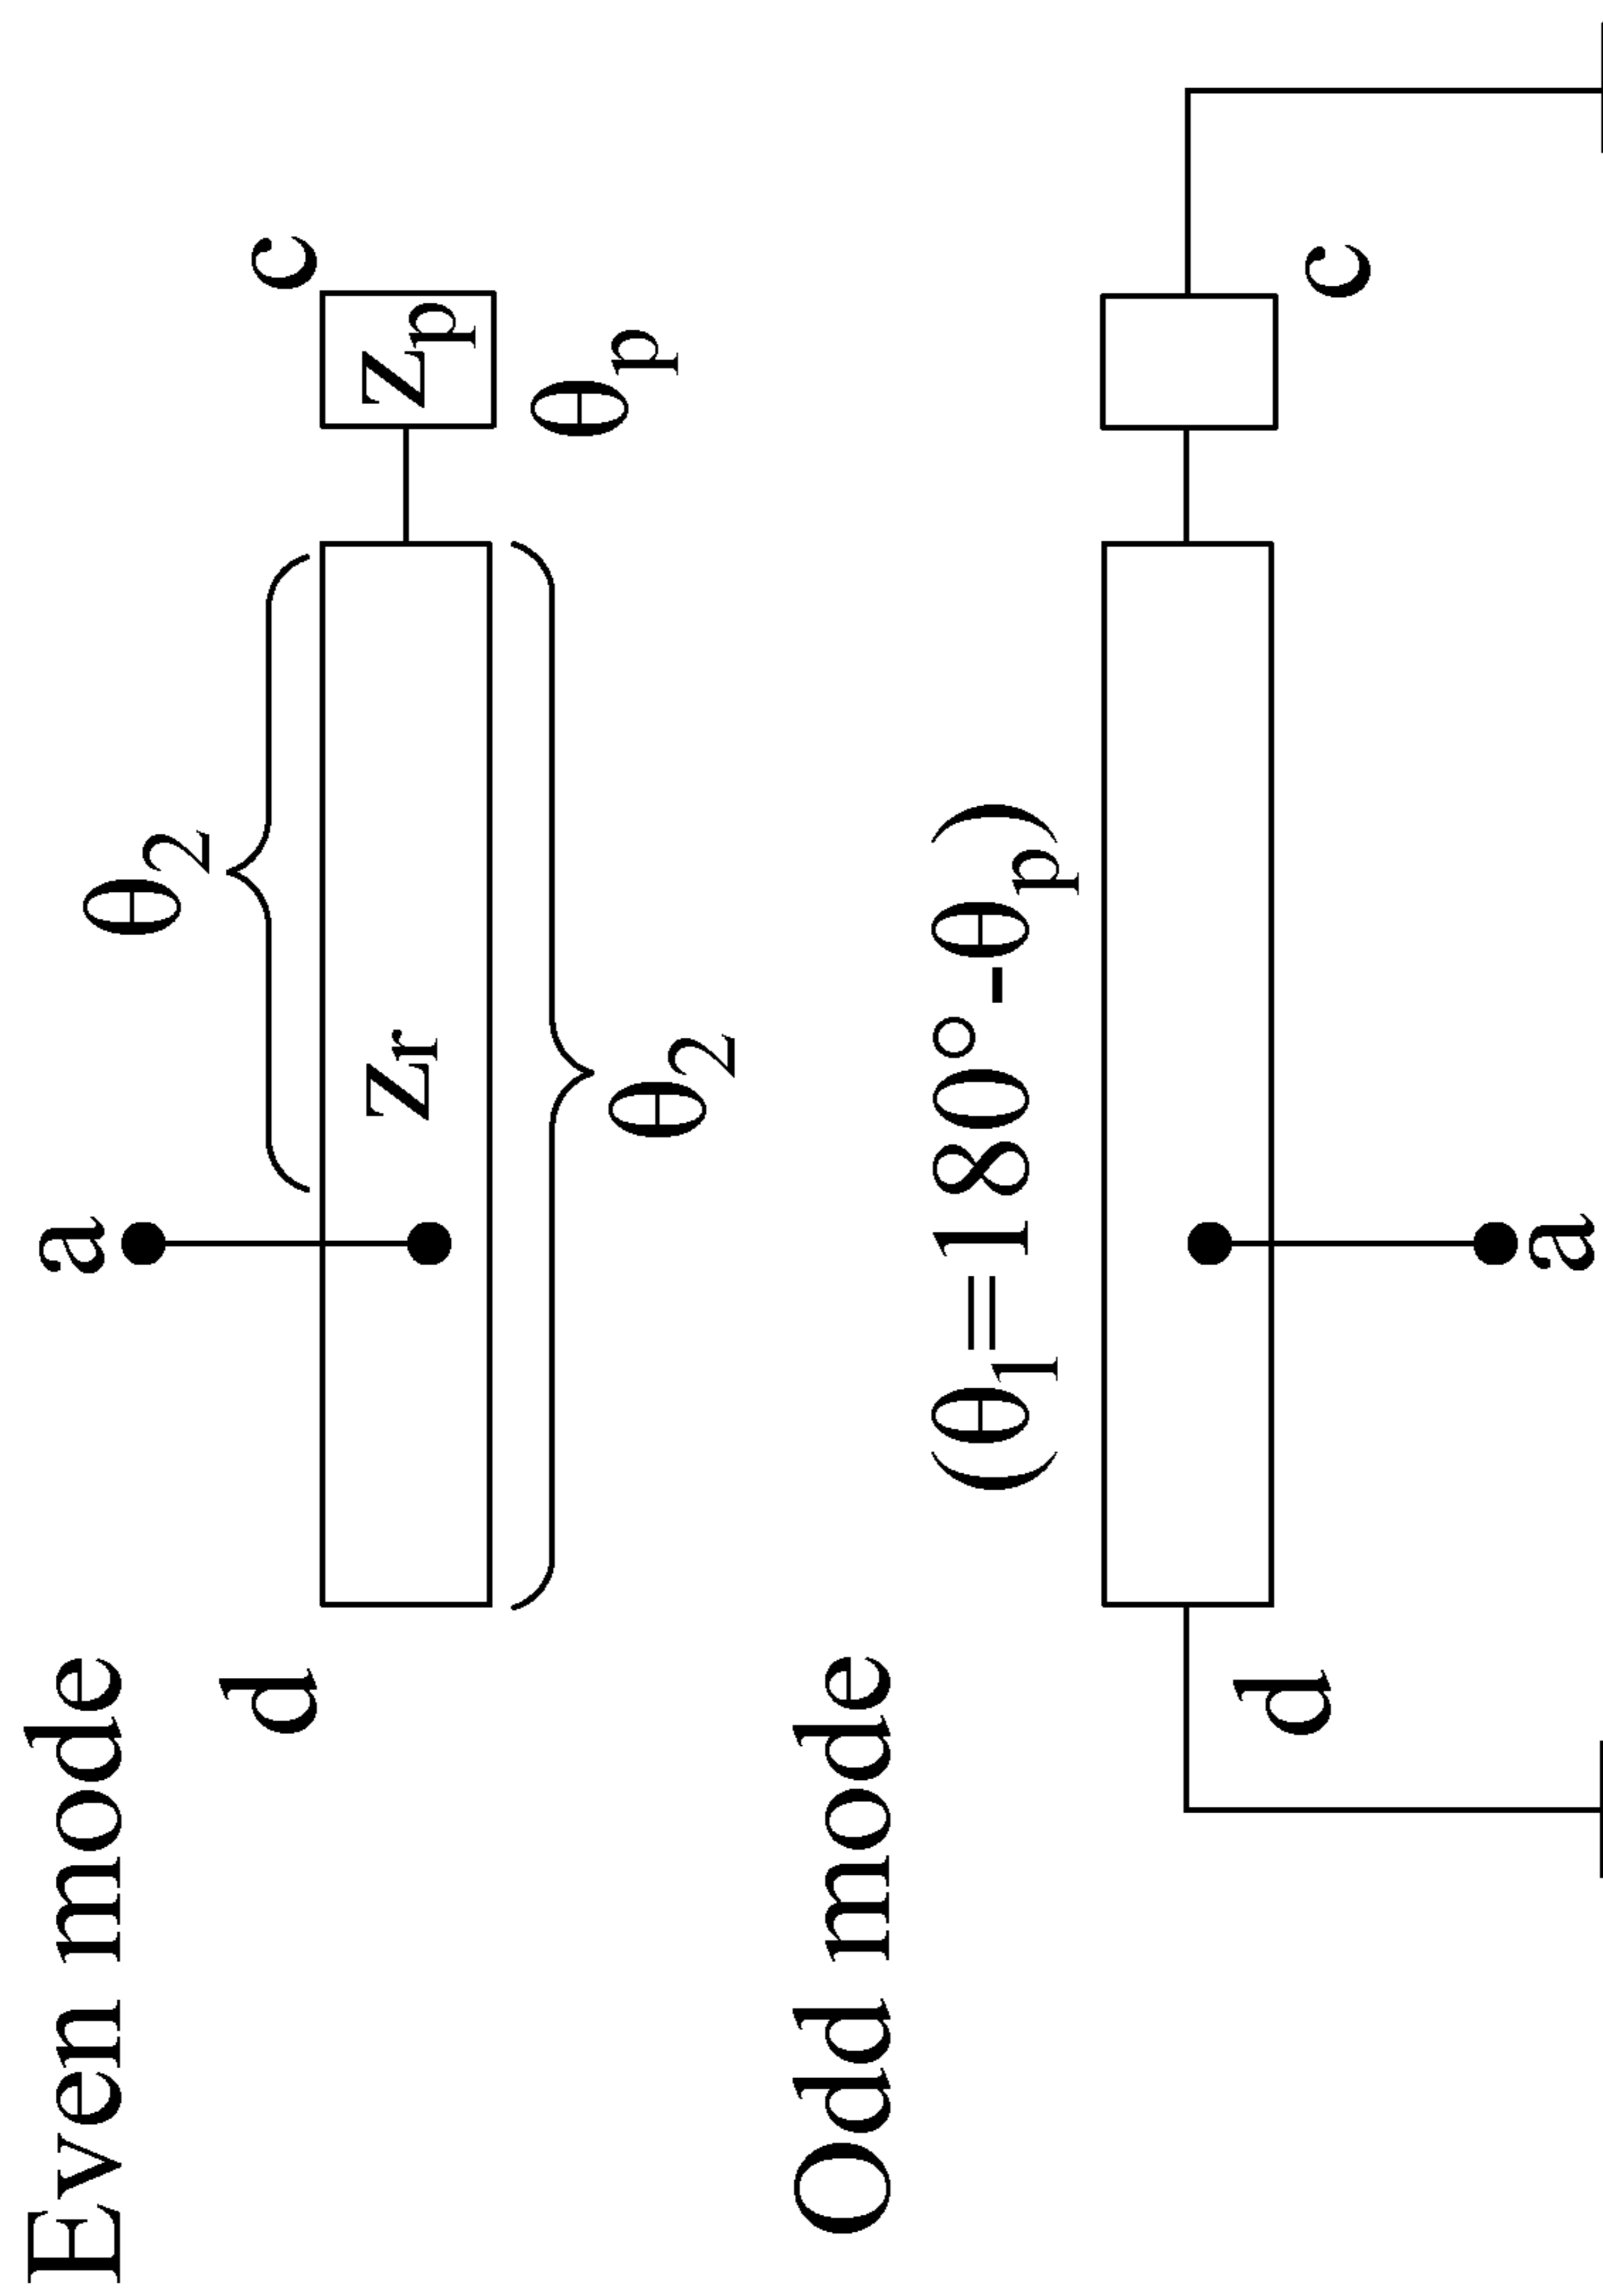 Even mode
a
θ2
d
zr
zp
c
θ2
θp
Odd mode
(θ1=180°-θp)
d
c
a